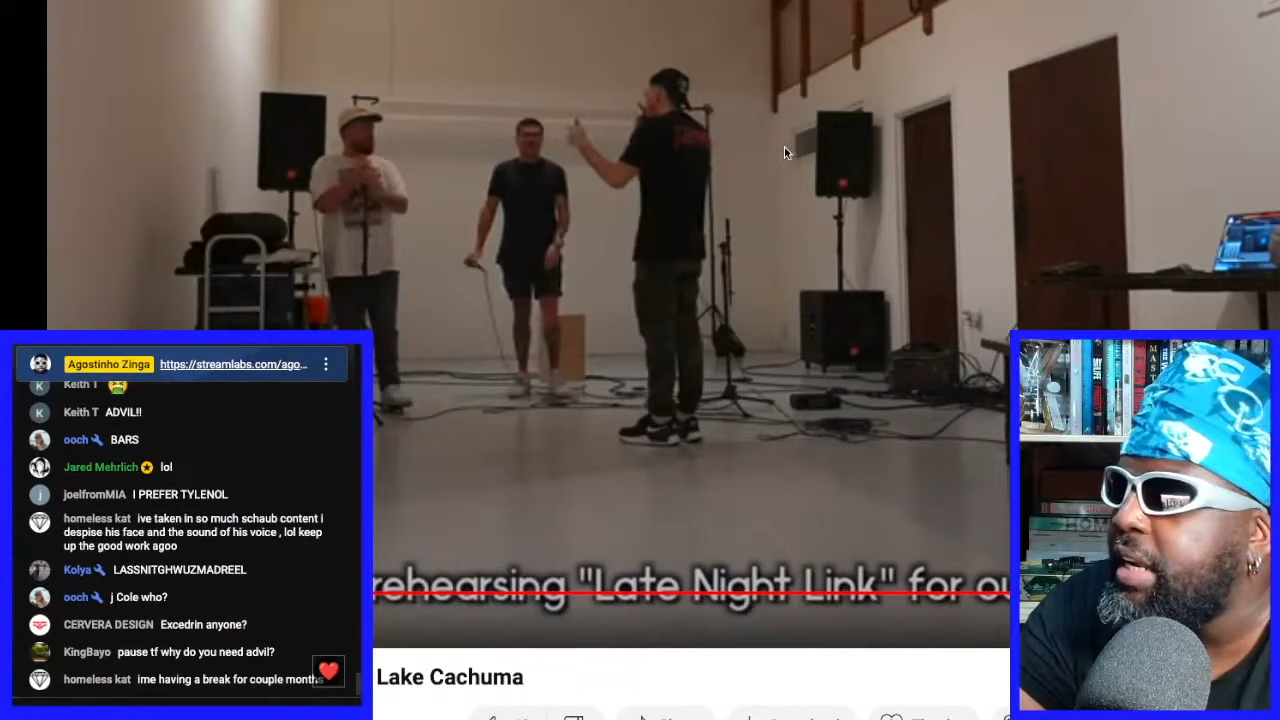 Agostinho Zinga https://streamlabs.com/ago...
Keith T
Keith T ADVIL!!
ooch BARS
Jared Mehrlich lol
joelfromMIA I PREFER TYLENOL
homeless kat ive taken in so much schaub content i
despise his face and the sound of his voice , lol keep
up the good work agoo
Kolya LASSNITGHWUZMADREEL
ooch j Cole who?
CERVERA DESIGN Excedrin anyone?
KingBayo pause tf why do you need advil?
homeless kat ime having a break for couple months
rehearsing "Late Night Link" for ou
Lake Cachuma